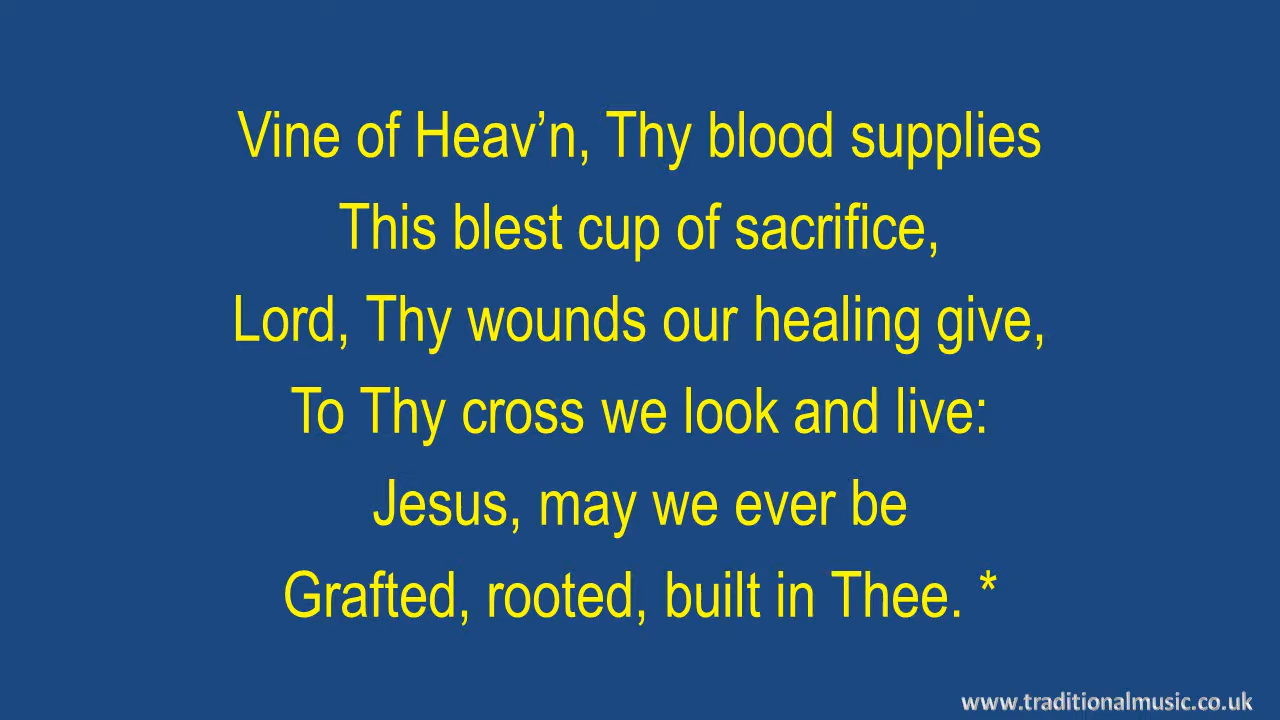 Vine of Heav’n, Thy blood supplies
This blest cup of sacrifice,
Lord, Thy wounds our healing give,
To Thy cross we look and live:
Jesus, may we ever be
Grafted, rooted, built in Thee. *
www.traditionalmusic.co.uk